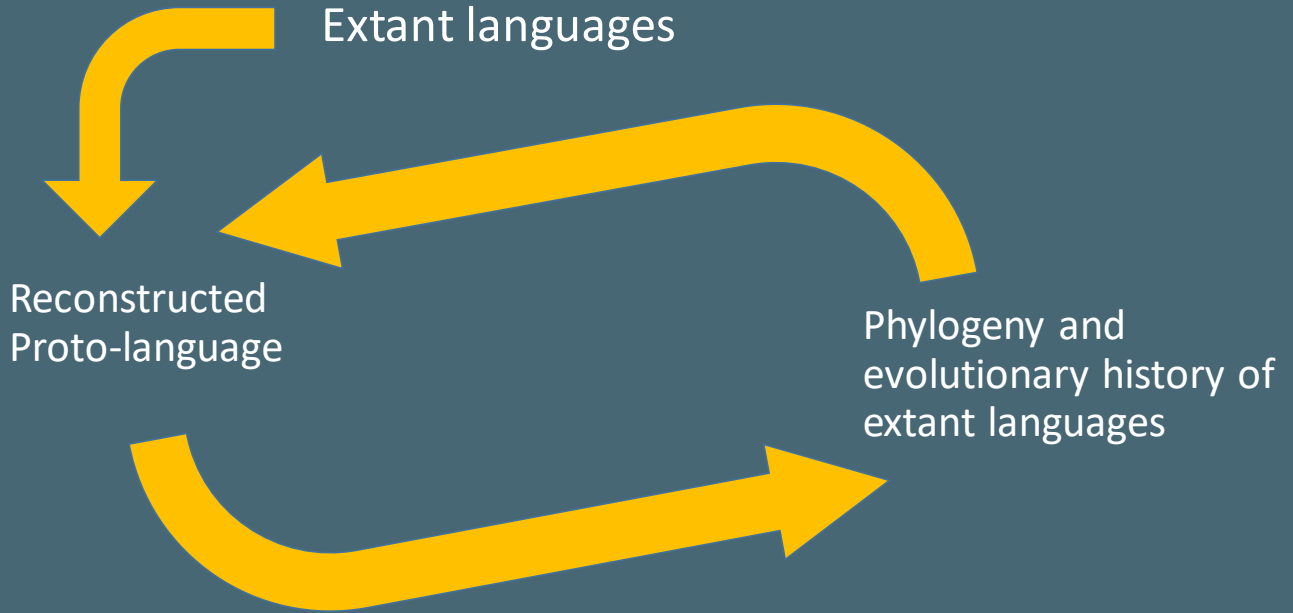 Extant languages
Reconstructed
Proto-language
Phylogeny and
evolutionary history of
extant languages